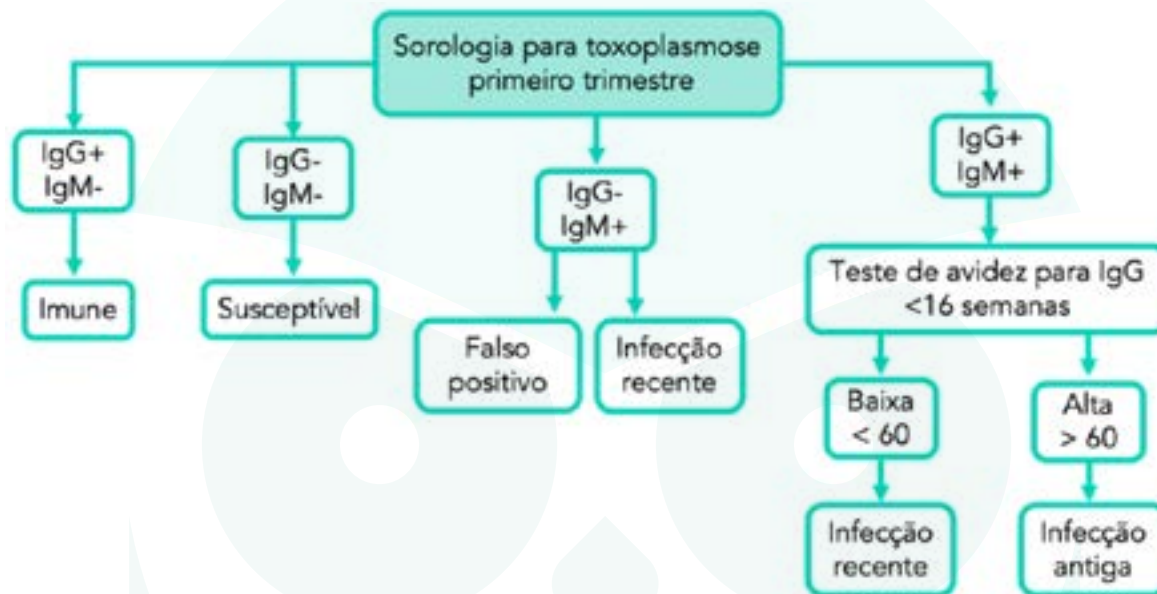 Sorologia para toxoplasmose
primeiro trimestre
IgG+
IgM-
IgG-
IgM-
IgG-
IgM+
IgG+
IgM+
Imune
Susceptível
Falso
positivo
Infecção
recente
Teste de avidez para IgG
<16 semanas
Baixa
< 60
Alta
> 60
Infecção
recente
Infecção
antiga